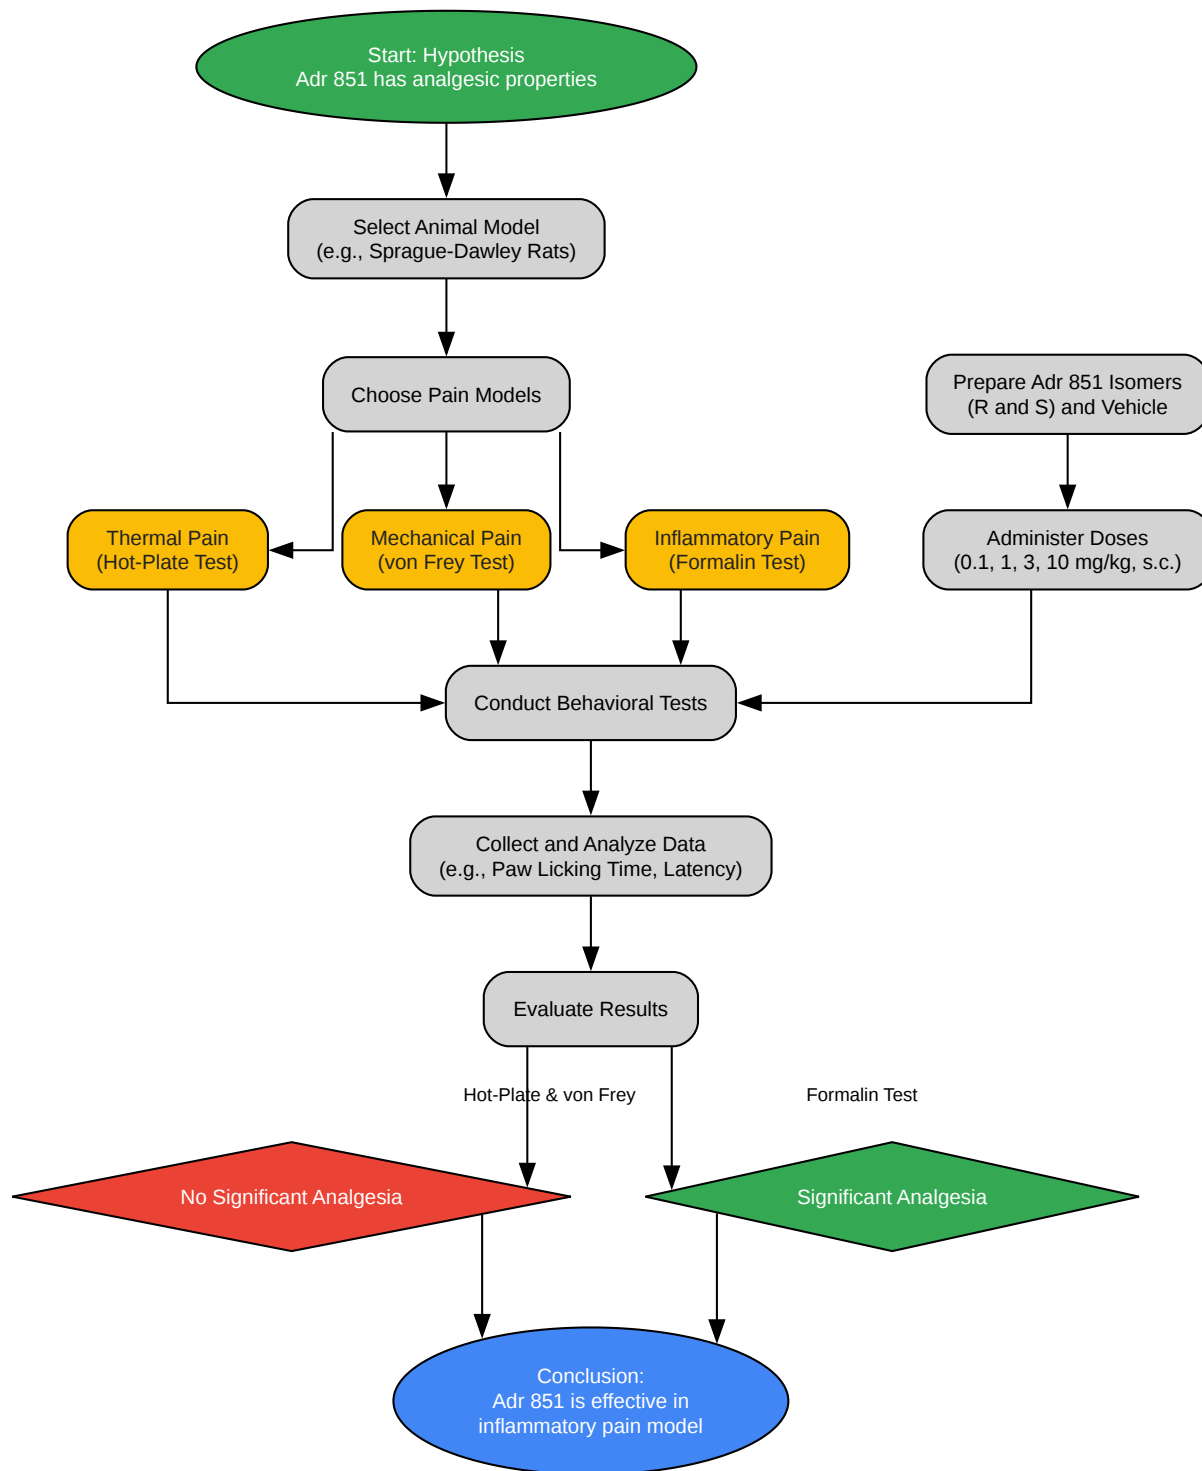 Start: Hypothesis
Adr 851 has analgesic properties
Select Animal Model
(e.g., Sprague-Dawley Rats)
Choose Pain Models
Prepare Adr 851 Isomers
(R and S) and Vehicle
Thermal Pain
(Hot-Plate Test)
Mechanical Pain
(von Frey Test)
Inflammatory Pain
(Formalin Test)
Administer Doses
(0.1, 1, 3, 10 mg/kg, s.c.)
Conduct Behavioral Tests
Collect and Analyze Data
(e.g., Paw Licking Time, Latency)
Evaluate Results
Hot-Plate & von Frey
Formalin Test
No Significant Analgesia
Significant Analgesia
Conclusion:
Adr 851 is effective in
inflammatory pain model